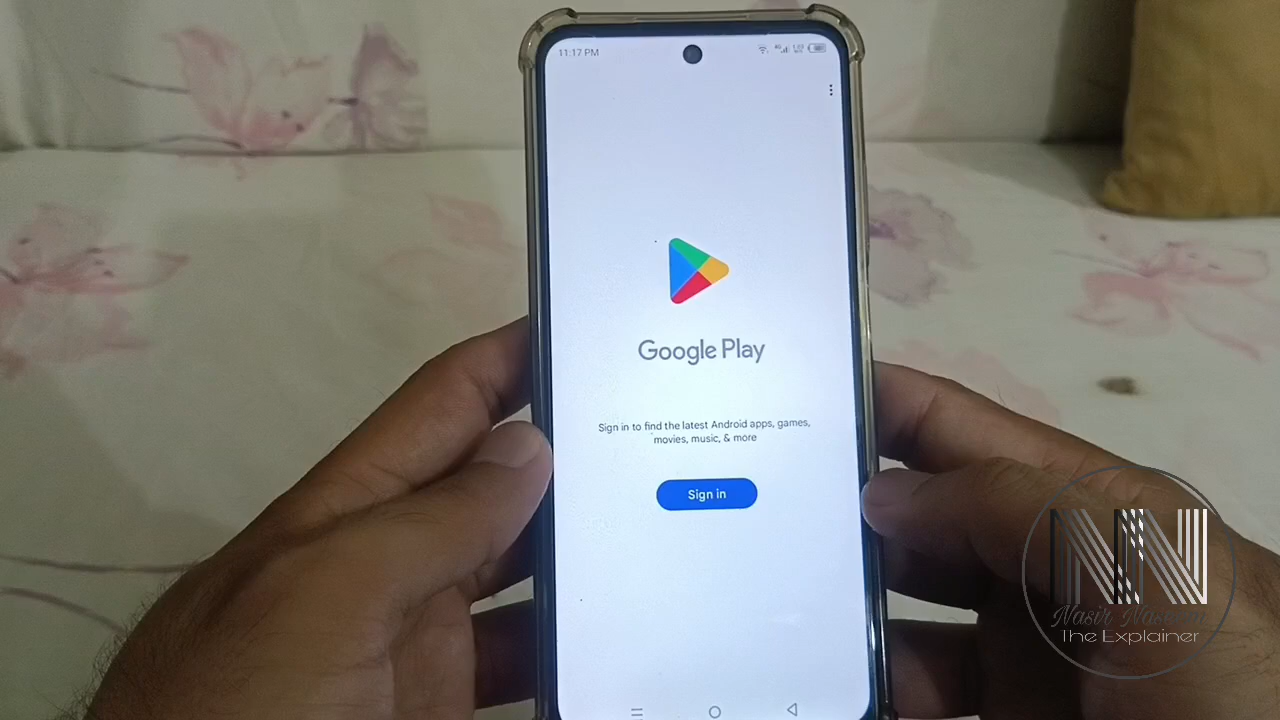 11:17 PM
Google Play
Sign in to find the latest Android apps, games,
movies, music, & more
Sign in
NN
Nasir Naseem
The Explainer